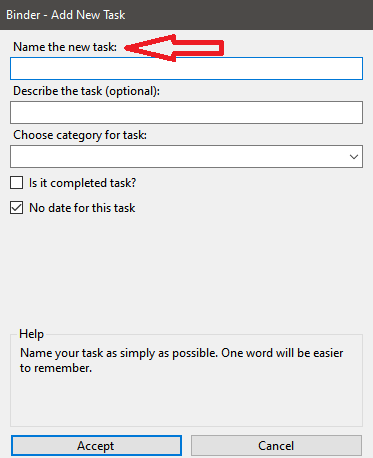 Binder - Add New Task
Name the new task:
Describe the task (optional):
Choose category for task:
Is it completed task?
No date for this task
Help
Name your task as simply as possible. One word will be easier
to remember.
Accept
Cancel